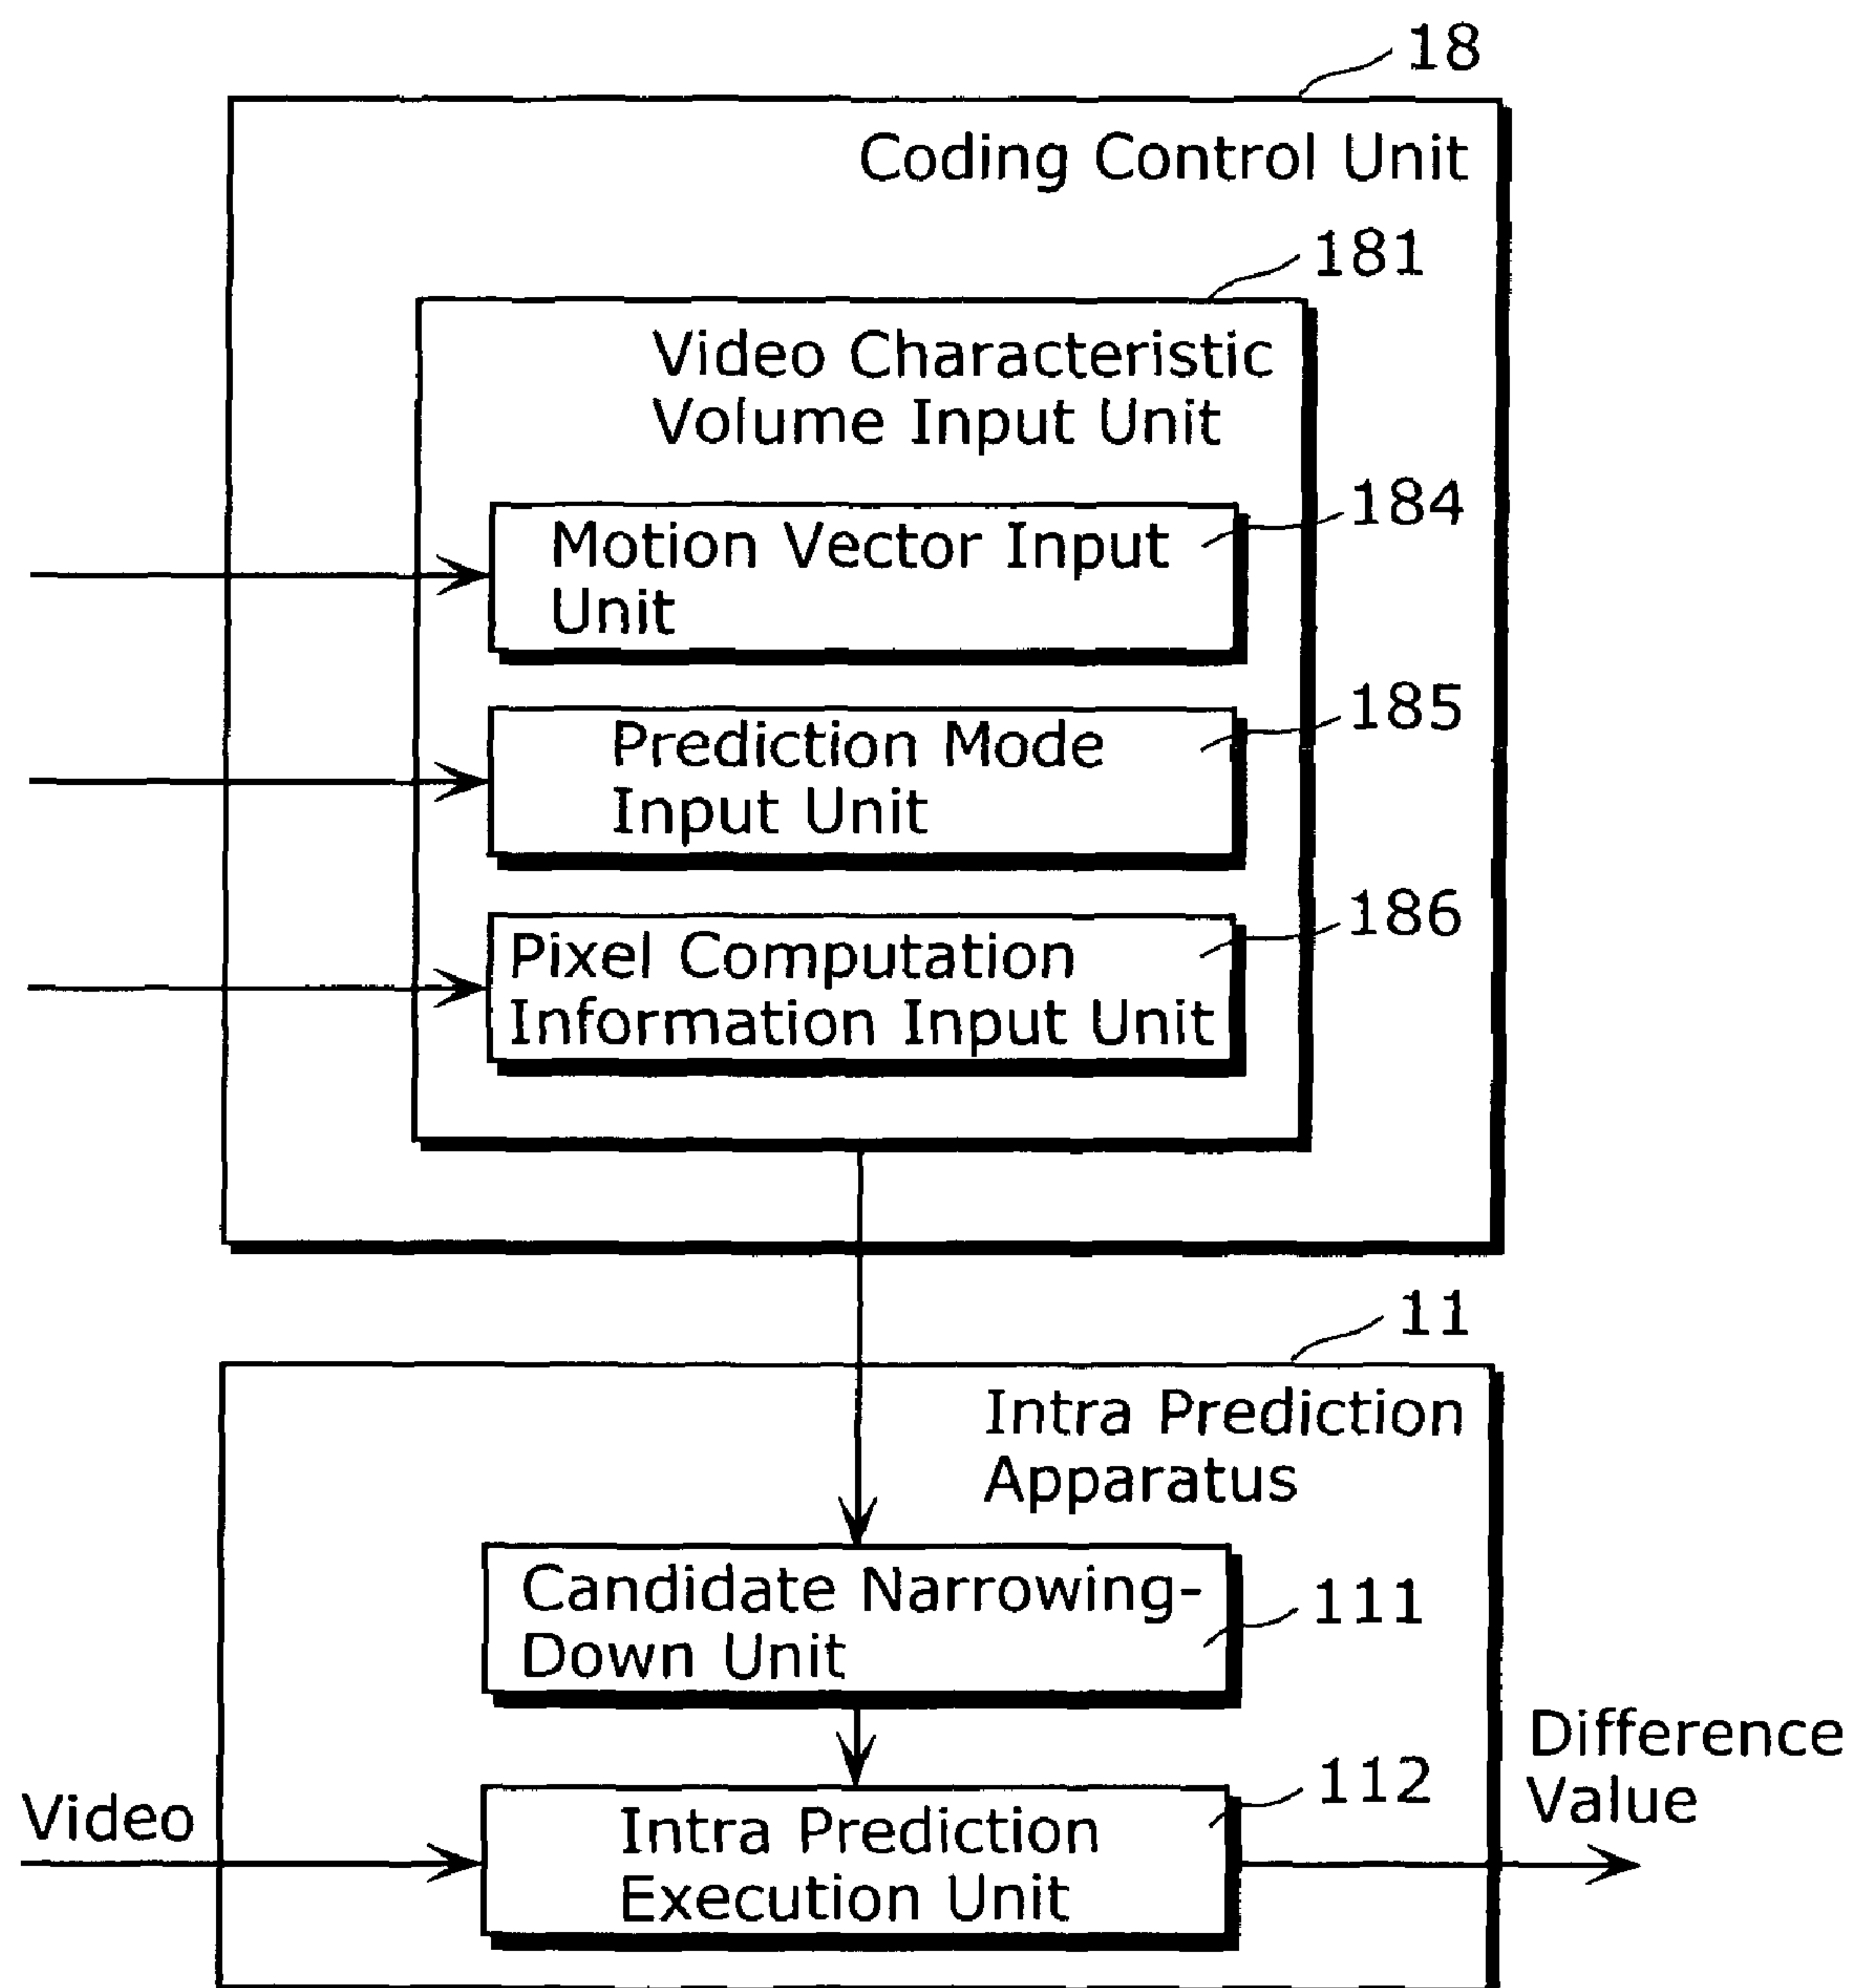 18
Coding Control Unit
181
Video Characteristic
Volume Input Unit
184
Motion Vector Input
Unit
185
Prediction Mode
Input Unit
186
Pixel Computation
Information Input Unit
11
Intra Prediction
Apparatus
Candidate Narrowing-
Down Unit
111
Difference
Value
112
Video
Intra Prediction
Execution Unit